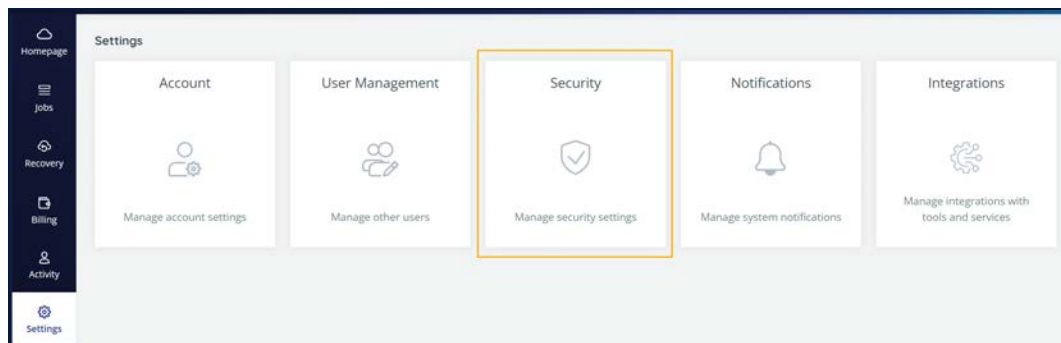 Homepage
Jobs
Recovery
Billing
Activity
Settings
Settings
Account
Manage account settings
User Management
Manage other users
Security
Manage security settings
Notifications
Manage system notifications
Integrations
Manage integrations with
tools and services